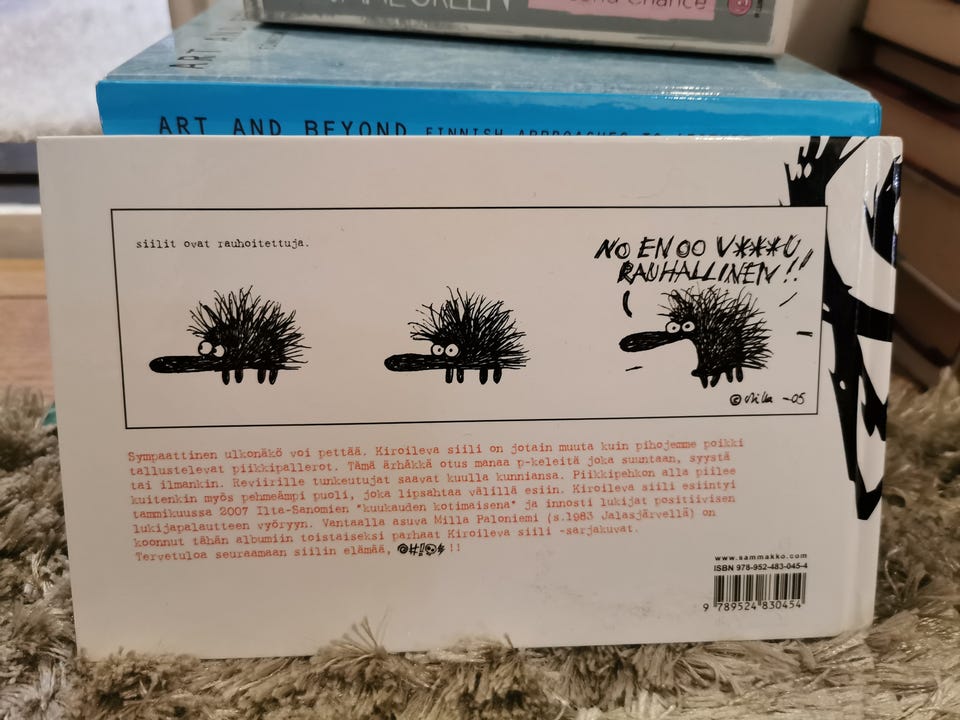 ART AND BEYOND FINNISH APPROACHES TO
siilit ovat rauhoitettuja.
NO EN OO V***U
RAUHALLINEN!!
© Milla -05
Sympaattinen ulkonäkö voi pettää. Kiroileva siili on jotain muuta kuin pihojemme poikki
tallustelevat piikkipallerot. Tämä ärhäkkä otus manaa p-keleitä joka suuntaan, syystä
tai ilmankin. Reviirille tunkeutujat saavat kuulla kunniansa. Piikkipehkon alla piilee
kuitenkin myös pehmeämpi puoli, joka lipsahtaa välillä esiin. Kiroileva siili esiintyi
tammikuussa 2007 Ilta-Sanomien "kuukauden kotimaisena" ja innosti lukijat positiivisen
lukijapalautteen vyöryyn. Vantaalla asuva Milla Paloniemi (s.1983 Jalasjärvellä) on
koonnut tähän albumiin toistaiseksi parhaat Kiroileva siili -sarjakuvat.
Tervetuloa seuraamaan siilin elämää, !!
www.sammakko.com
ISBN 978-952-483-045-4
9 789524 830454